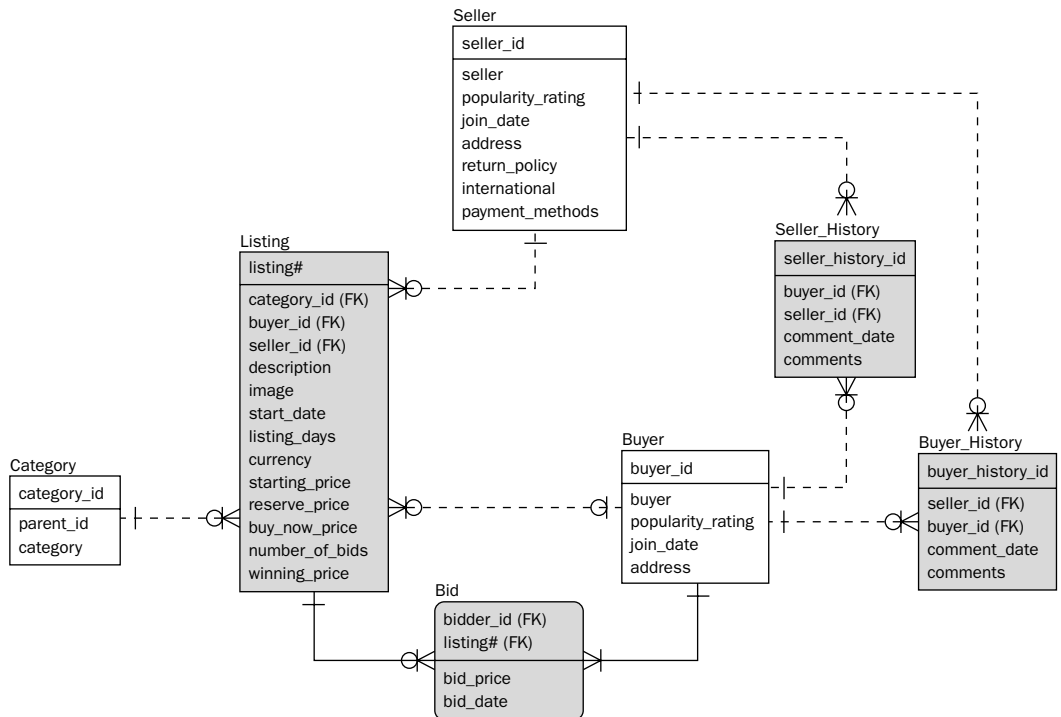 Seller
seller_id
seller
popularity_rating
join_date
address
return_policy
international
payment_methods
Listing
listing#
category_id (FK)
buyer_id (FK)
seller_id (FK)
description
image
start_date
listing_days
currency
starting_price
reserve_price
buy_now_price
number_of_bids
winning_price
Seller_History
seller_history_id
buyer_id (FK)
seller_id (FK)
comment_date
comments
Category
category_id
parent_id
category
Buyer
buyer_id
buyer
popularity_rating
join_date
address
Buyer_History
buyer_history_id
seller_id (FK)
buyer_id (FK)
comment_date
comments
Bid
bidder_id (FK)
listing# (FK)
bid_price
bid_date